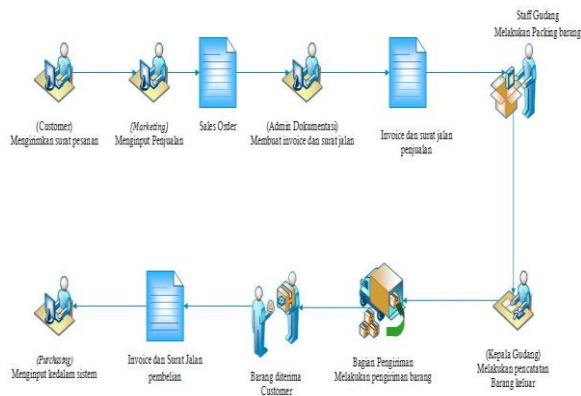 Staff Gudang
Melakukan Packing barang
(Customer)
Mengirimkan surat pesanan
(Marketing)
Menginput Penjualan
Sales Order
(Admin Dokumentasi)
Membuat invoice dan surat jalan
Invoice dan surat jalan
penjualan
(Purchasing)
Menginput kedalam sistem
Invoice dan Surat Jalan
pembelian
Barang diterima
Customer
Bagian Pengiriman
Melakukan pengiriman barang
(Kepala Gudang)
Melakukan pencatatan
Barang keluar